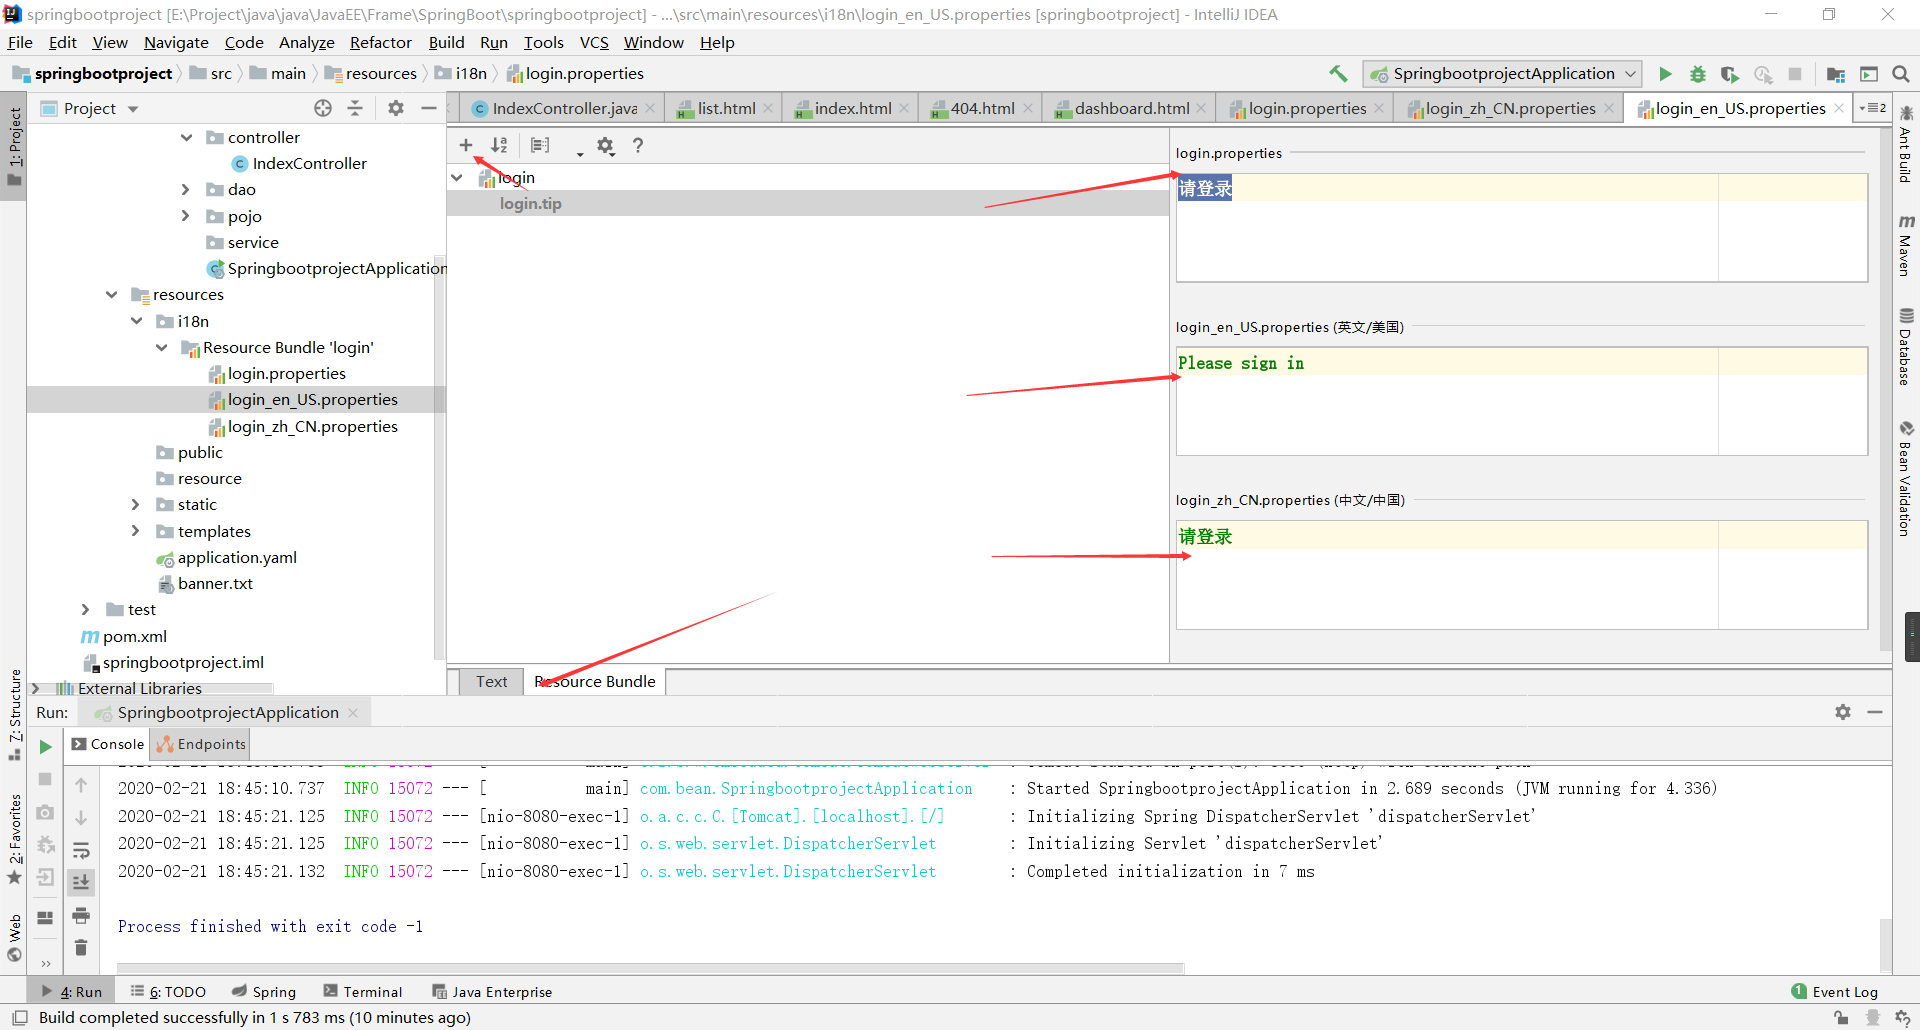 springbootproject [E:\Project\java\java\JavaEE\Frame\SpringBoot\springbootproject] - ...\src\main\resources\i18n\login_en_US.properties [springbootproject] - IntelliJ IDEA
File Edit View Navigate Code Analyze Refactor Build Run Tools VCS Window Help
springbootproject src main resources i18n login.properties
SpringbootprojectApplication
Project
IndexController.java list.html index.html 404.html dashboard.html login.properties login_zh_CN.properties login_en_US.properties
2
1: Project
controller
IndexController
dao
pojo
service
SpringbootprojectApplication
resources
i18n
Resource Bundle 'login'
login.properties
login_en_US.properties
login_zh_CN.properties
public
resource
static
templates
application.yaml
banner.txt
test
pom.xml
springbootproject.iml
External Libraries
login
login.tip
login.properties
请登录
login_en_US.properties (英文/美国)
Please sign in
login_zh_CN.properties (中文/中国)
请登录
Text Resource Bundle
Ant Build
Maven
Database
Bean Validation
7: Structure
2: Favorites
Web
Run: SpringbootprojectApplication
Console Endpoints
2020-02-21 18:45:10.737 INFO 15072 --- [ main] com.bean.SpringbootprojectApplication : Started SpringbootprojectApplication in 2.689 seconds (JVM running for 4.336)
2020-02-21 18:45:21.125 INFO 15072 --- [nio-8080-exec-1] o.a.c.c.C.[Tomcat].[localhost].[/] : Initializing Spring DispatcherServlet 'dispatcherServlet'
2020-02-21 18:45:21.125 INFO 15072 --- [nio-8080-exec-1] o.s.web.servlet.DispatcherServlet : Initializing Servlet 'dispatcherServlet'
2020-02-21 18:45:21.132 INFO 15072 --- [nio-8080-exec-1] o.s.web.servlet.DispatcherServlet : Completed initialization in 7 ms
Process finished with exit code -1
4: Run 6: TODO Spring Terminal Java Enterprise
1 Event Log
Build completed successfully in 1 s 783 ms (10 minutes ago)